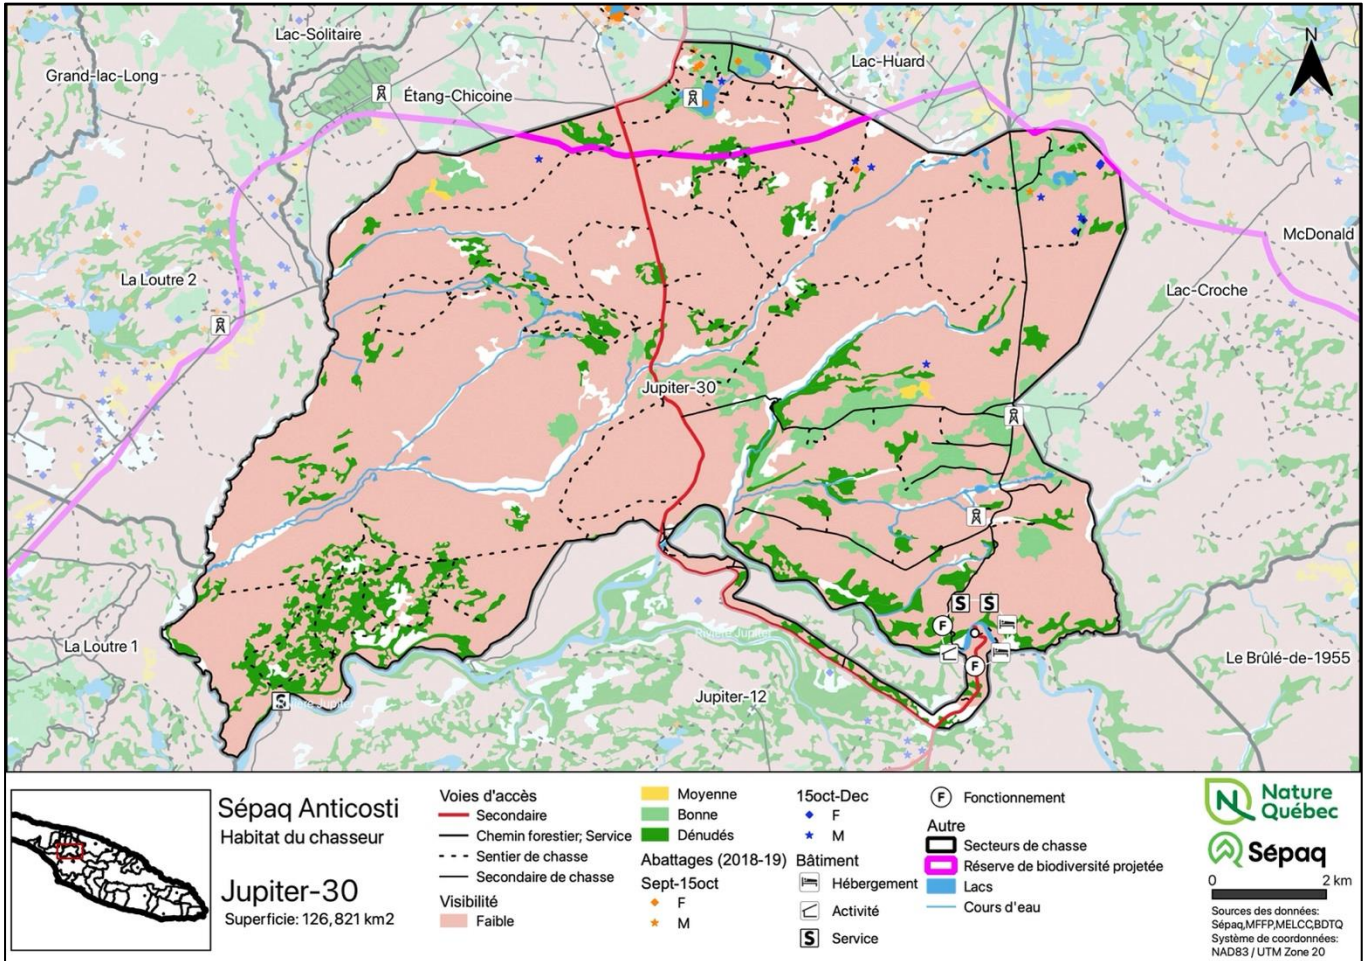 Lac-Solitaire
N
Grand-lac-Long
Lac-Huard
Étang-Chicoine
McDonald
La Loutre 2
Lac-Croche
Jupiter-30
S S
F
La Loutre 1
Rivière Jupiter
Le Brûlé-de-1955
F
Jupiter-12
S
Rivière Jupiter
Sépaq Anticosti
Habitat du chasseur
Jupiter-30
Superficie: 126,821 km2
Voies d'accès
Secondaire
Chemin forestier; Service
Sentier de chasse
Secondaire de chasse
Visibilité
Faible
Moyenne
Bonne
Dénudés
Abattages (2018-19)
Sept-15oct
F
M
15oct-Dec
F
M
Bâtiment
Hébergement
Activité
S Service
F Fonctionnement
Autre
Secteurs de chasse
Réserve de biodiversité projetée
Lacs
Cours d'eau
Nature
Québec
Sépaq
0 2 km
Sources des données:
Sépaq,MFFP,MELCC,BDTQ
Système de coordonnées:
NAD83 / UTM Zone 20